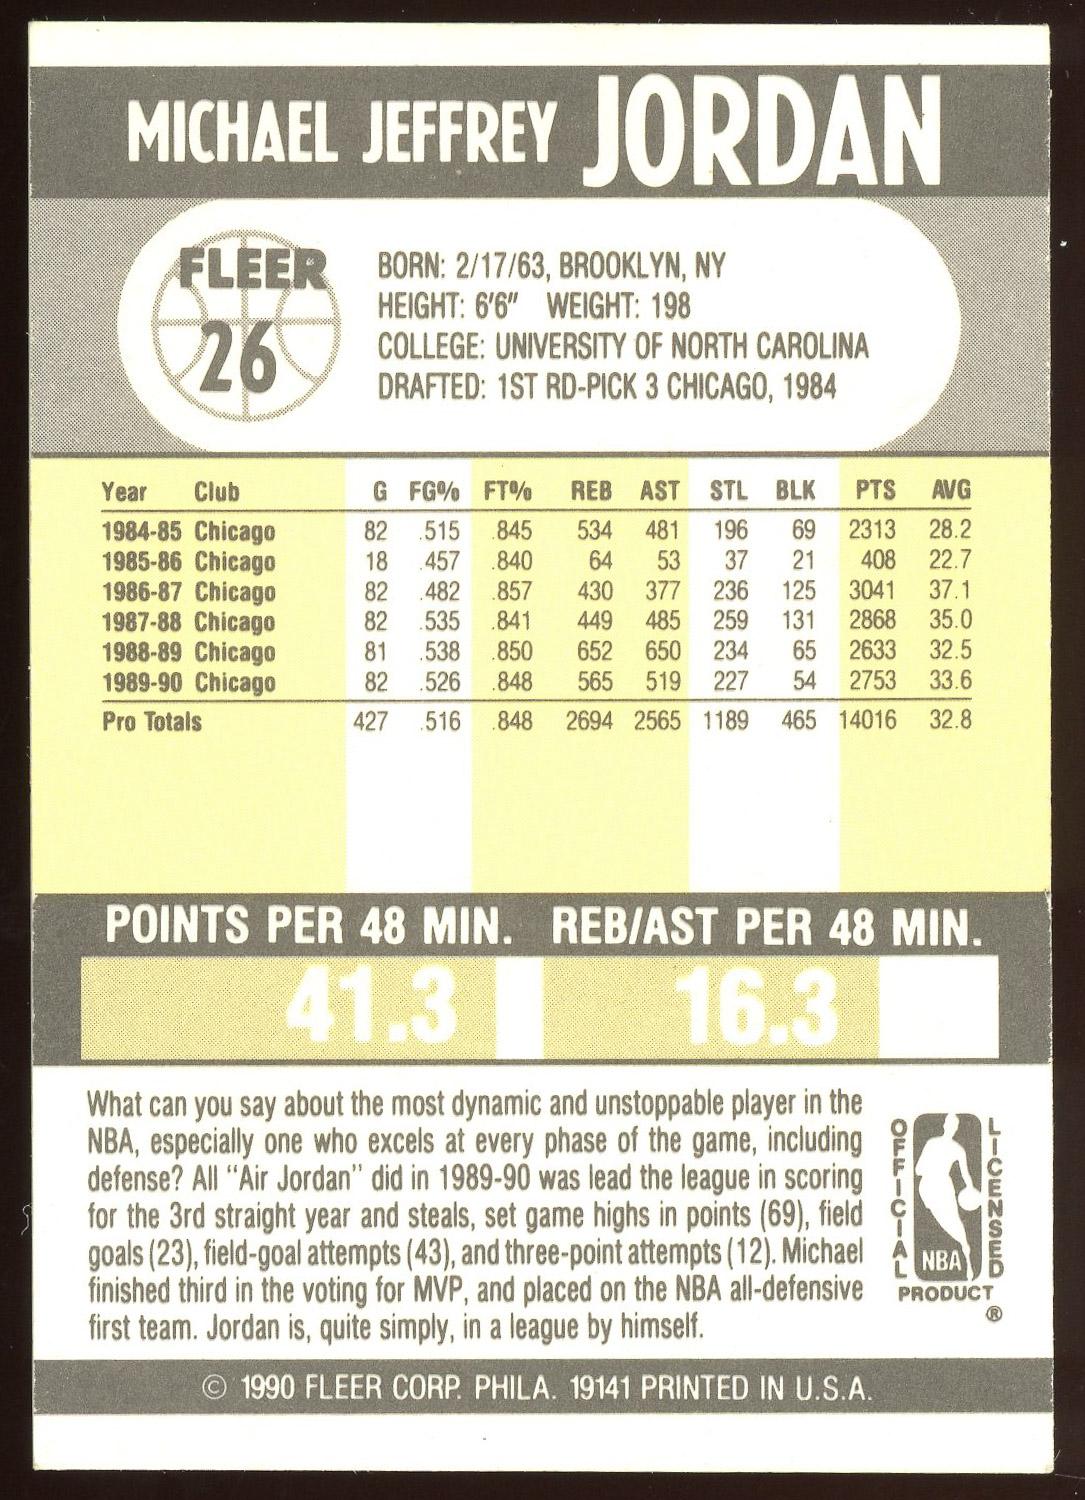 MICHAEL JEFFREY JORDAN
FLEER
26
BORN: 2/17/63, BROOKLYN, NY
HEIGHT: 6'6" WEIGHT: 198
COLLEGE: UNIVERSITY OF NORTH CAROLINA
DRAFTED: 1ST RD-PICK 3 CHICAGO, 1984
Year Club G FG% FT% REB AST STL BLK PTS AVG
1984-85 Chicago 82 .515 .845 534 481 196 69 2313 28.2
1985-86 Chicago 18 .457 .840 64 53 37 21 408 22.7
1986-87 Chicago 82 .482 .857 430 377 236 125 3041 37.1
1987-88 Chicago 82 .535 .841 449 485 259 131 2868 35.0
1988-89 Chicago 81 .538 .850 652 650 234 65 2633 32.5
1989-90 Chicago 82 .526 .848 565 519 227 54 2753 33.6
Pro Totals 427 .516 .848 2694 2565 1189 465 14016 32.8
POINTS PER 48 MIN. REB/AST PER 48 MIN.
41.3 16.3
What can you say about the most dynamic and unstoppable player in the
NBA, especially one who excels at every phase of the game, including
defense? All "Air Jordan" did in 1989-90 was lead the league in scoring
for the 3rd straight year and steals, set game highs in points (69), field
goals (23), field-goal attempts (43), and three-point attempts (12). Michael
finished third in the voting for MVP, and placed on the NBA all-defensive
first team. Jordan is, quite simply, in a league by himself.
OFFICIAL
LICENSED
NBA
PRODUCT
®
© 1990 FLEER CORP. PHILA. 19141 PRINTED IN U.S.A.